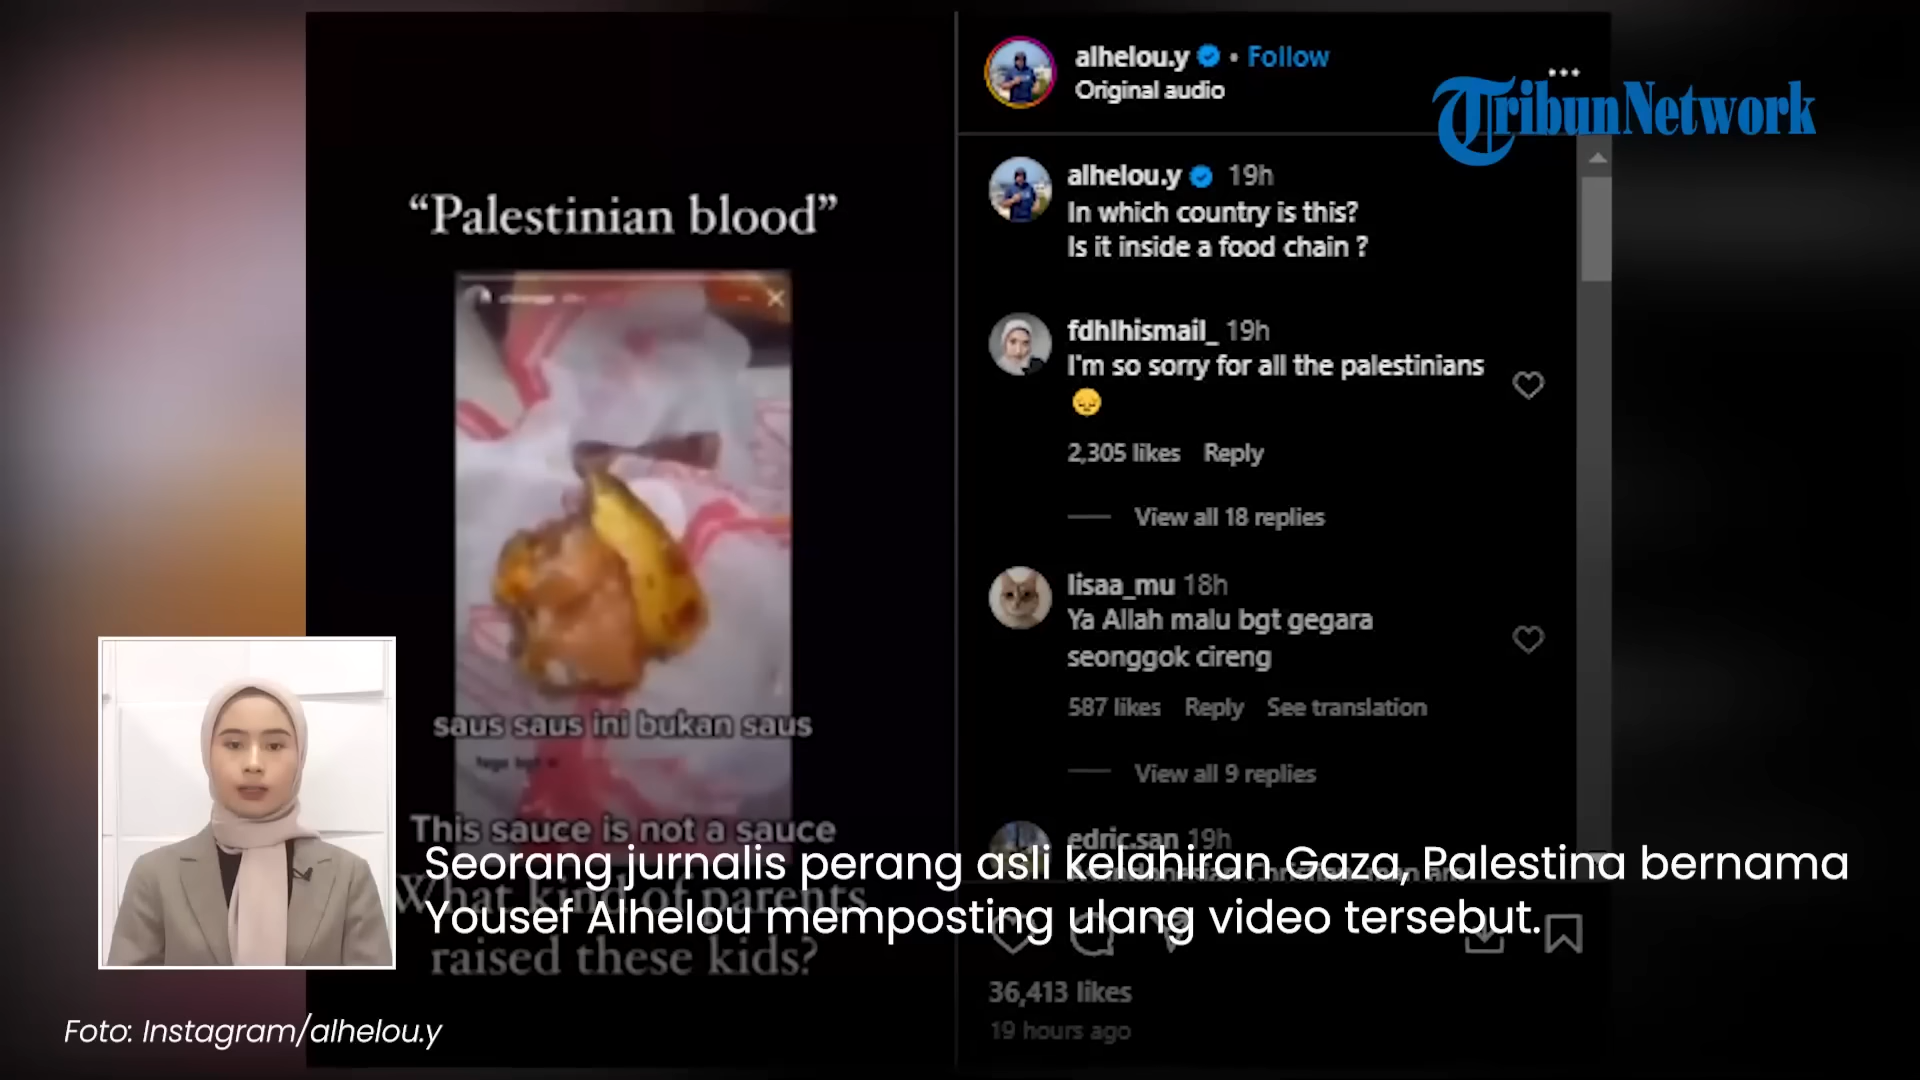 “Palestinian blood”
saus saus ini bukan saus
This sauce is not a sauce
What kind of parents
raised these kids?
alhelou.y • Follow
Original audio
TribunNetwork
alhelou.y 19h
In which country is this?
Is it inside a food chain ?
fdhlhismail_ 19h
I'm so sorry for all the palestinians
2,305 likes Reply
View all 18 replies
lisaa_mu 18h
Ya Allah malu bgt gegara
seonggok cireng
587 likes Reply See translation
View all 9 replies
edric.san 19h
36,413 likes
19 hours ago
Seorang jurnalis perang asli kelahiran Gaza, Palestina bernama
Yousef Alhelou memposting ulang video tersebut.
Foto: Instagram/alhelou.y